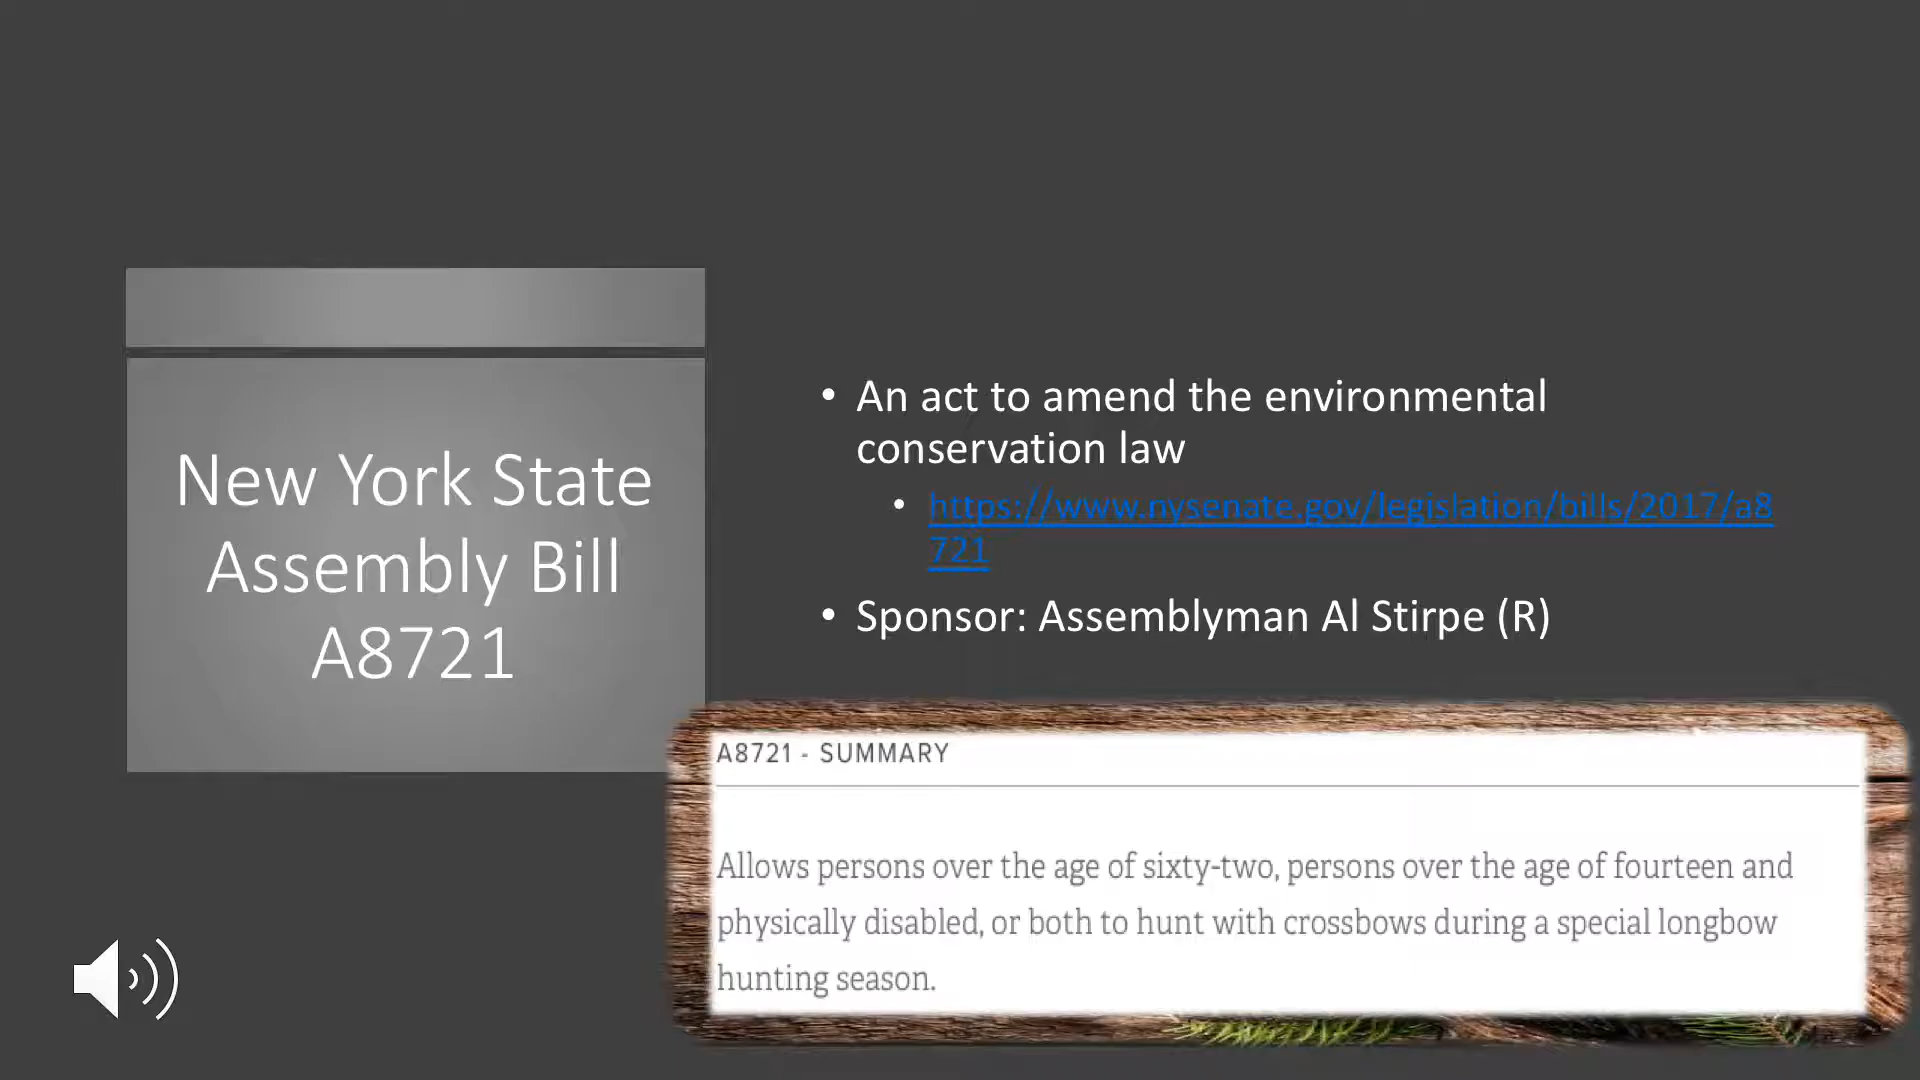 New York State
Assembly Bill
A8721
• An act to amend the environmental
conservation law
• https://www.nysenate.gov/legislation/bills/2017/a8
721
• Sponsor: Assemblyman Al Stirpe (R)
A8721 - SUMMARY
Allows persons over the age of sixty-two, persons over the age of fourteen and
physically disabled, or both to hunt with crossbows during a special longbow
hunting season.